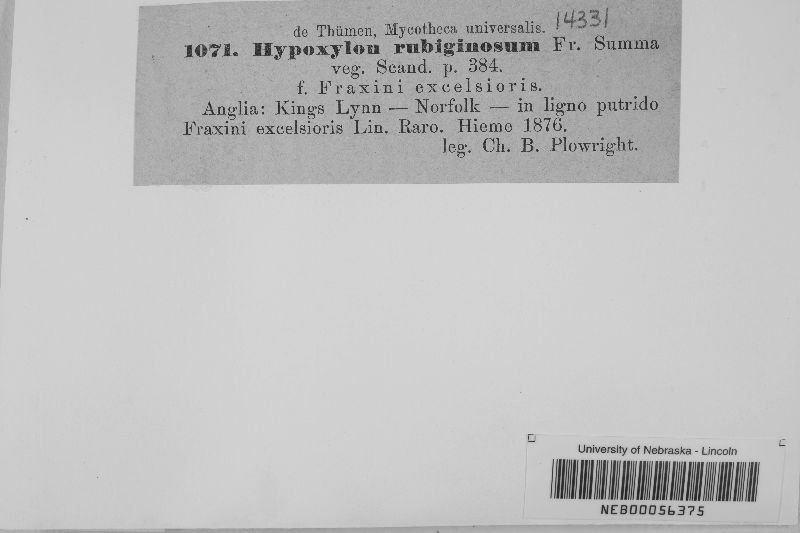 de Thümen, Mycotheca universalis. 14331
1071. Hypoxylon rubiginosum Fr. Summa
veg. Scand. p. 384.
f. Fraxini excelsioris.
Anglia: Kings Lynn — Norfolk — in ligno putrido
Fraxini excelsioris Lin. Raro. Hieme 1876.
leg. Ch. B. Plowright.
University of Nebraska - Lincoln
NEB00056375